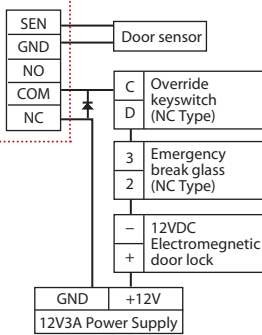 SEN
GND
NO
COM
NC
Door sensor
C
D
Override
keyswitch
(NC Type)
3
2
Emergency
break glass
(NC Type)
–
+
12VDC
Electromegnetic
door lock
GND
+12V
12V3A Power Supply